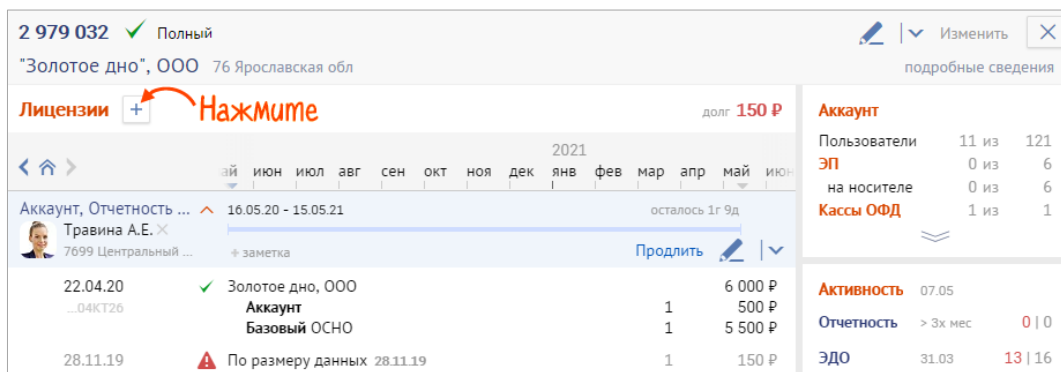 2 979 032 Полный Изменить
"Золотое дно", ООО 76 Ярославская обл подробные сведения
Лицензии + Нажмите долг 150 ₽
2021
ай июн июл авг сен окт ноя дек янв фев мар апр май июн
Аккаунт, Отчетность ... 16.05.20 - 15.05.21 осталось 1г 9д
Травина А.Е.
7699 Центральный ... + заметка Продлить
22.04.20 Золотое дно, ООО 6 000 ₽
...04КТ26 Аккаунт 1 500 ₽
Базовый ОСНО 1 5 500 ₽
28.11.19 По размеру данных 28.11.19 1 150 ₽
Аккаунт
Пользователи 11 из 121
ЭП 0 из 6
на носителе 0 из 6
Кассы ОФД 1 из 1
Активность 07.05
Отчетность > 3х мес 0 | 0
ЭДО 31.03 13 | 16